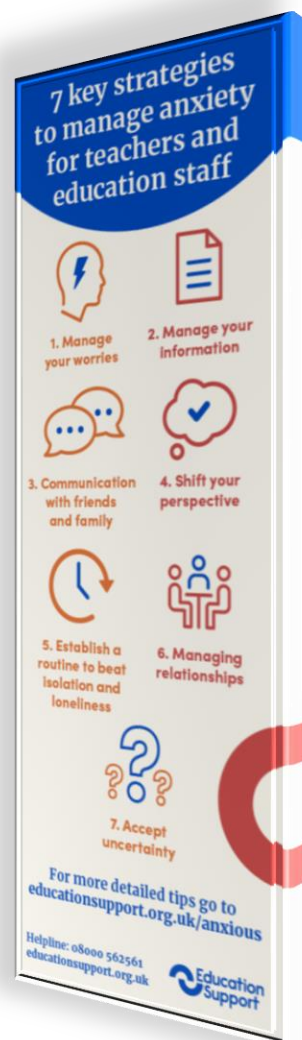 7 key strategies
to manage anxiety
for teachers and
education staff
1. Manage
your worries
2. Manage your
information
3. Communication
with friends
and family
4. Shift your
perspective
5. Establish a
routine to beat
isolation and
loneliness
6. Managing
relationships
7. Accept
uncertainty
For more detailed tips go to
educationsupport.org.uk/anxious
Helpline: 08000 562561
educationsupport.org.uk
Education
Support